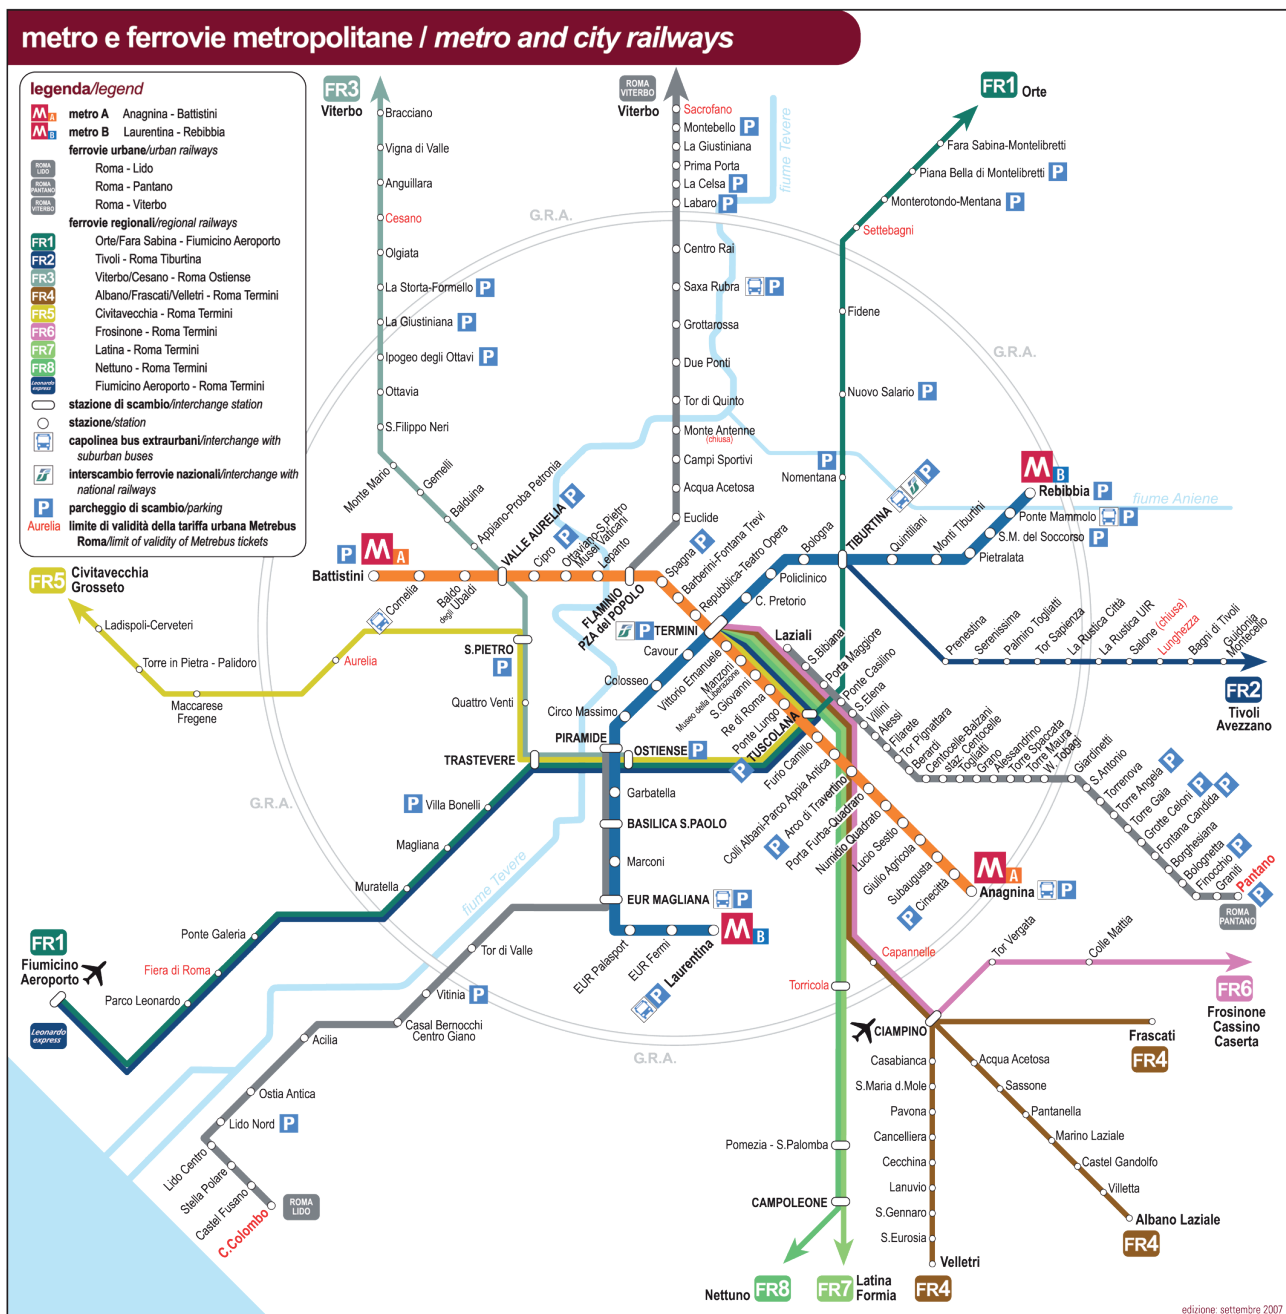 metro e ferrovie metropolitane / metro and city railways
legenda/legend
M A metro A Anagnina - Battistini
M B metro B Laurentina - Rebibbia
ferrovie urbane/urban railways
ROMA LIDO Roma - Lido
ROMA PANTANO Roma - Pantano
ROMA VITERBO Roma - Viterbo
ferrovie regionali/regional railways
FR1 Orte/Fara Sabina - Fiumicino Aeroporto
FR2 Tivoli - Roma Tiburtina
FR3 Viterbo/Cesano - Roma Ostiense
FR4 Albano/Frascati/Velletri - Roma Termini
FR5 Civitavecchia - Roma Termini
FR6 Frosinone - Roma Termini
FR7 Latina - Roma Termini
FR8 Nettuno - Roma Termini
Leonardo express Fiumicino Aeroporto - Roma Termini
stazione di scambio/interchange station
stazione/station
capolinea bus extraurbani/interchange with
suburban buses
interscambio ferrovie nazionali/interchange with
national railways
P parcheggio di scambio/parking
Aurelia limite di validità della tariffa urbana Metrebus
Roma/limit of validity of Metrebus tickets
FR3
Viterbo
Bracciano
Vigna di Valle
Anguillara
Cesano
Olgiata
La Storta-Formello P
La Giustiniana P
Ipogeo degli Ottavi P
Ottavia
S.Filippo Neri
Monte Mario
Gemelli
Balduina
Appiano-Proba Petronia
VALLE AURELIA P
ROMA
VITERBO
Viterbo
Sacrofano
Montebello P
La Giustiniana
Prima Porta
La Celsa P
Labaro P
Centro Rai
Saxa Rubra P
Grottarossa
Due Ponti
Tor di Quinto
Monte Antenne
(chiusa)
Campi Sportivi
Acqua Acetosa
Euclide
fiume Tevere
G.R.A.
FR1 Orte
Fara Sabina-Montelibretti
Piana Bella di Montelibretti P
Monterotondo-Mentana P
Settebagni
Fidene
G.R.A.
Nuovo Salario P
P
Nomentana
TIBURTINA P
M B
Rebibbia P
Ponte Mammolo P
S.M. del Soccorso P
Pietralata
Monti Tiburtini
Quintiliani
fiume Aniene
Bologna
Policlinico
C. Pretorio
P M A
Battistini
Cornelia
Baldo
degli Ubaldi
Cipro P
Ottaviano-S.Pietro
Musei Vaticani
Lepanto
FLAMINIO
PZA del POPOLO
Spagna P
Barberini-Fontana Trevi
Repubblica-Teatro Opera
P TERMINI
Cavour
Colosseo
Circo Massimo
PIRAMIDE
OSTIENSE P
Garbatella
BASILICA S.PAOLO
Marconi
EUR MAGLIANA P
EUR Palasport
EUR Fermi
Laurentina
P
M B
Vittorio Emanuele
Manzoni
Museo della Liberazione
S.Giovanni
Re di Roma
Ponte Lungo
P TUSCOLANA
Furio Camillo
Colli Albani-Parco Appia Antica
P Arco di Travertino
Porta Furba-Quadraro
Numidio Quadrato
Lucio Sestio
Giulio Agricola
Subaugusta
P Cinecittà
M A
Anagnina P
Laziali
S.Bibiana
Porta Maggiore
Ponte Casilino
S.Elena
Villini
Alessi
Filarete
Tor Pignattara
Berardi
Centocelle-Balzani
staz. Centocelle
Togliatti
Grano
Alessandrino
Torre Speccata
Torre Maura
W. Tobagi
Giardinetti
S.Antonio
Torrenova
Torre Angela P
Torre Gaia
Grotte Celoni P
Fontana Candida P
Borghesiana
Bolognetta
Finocchio P
Graniti
Pantano P
ROMA
PANTANO
Prenestina
Serenissima
Palmiro Togliatti
Tor Sapienza
La Rustica Città
La Rustica UIR
Salone (chiusa)
Lunghezza
Bagni di Tivoli
Guidonia
Montecelio
FR2
Tivoli
Avezzano
FR5
Civitavecchia
Grosseto
Ladispoli-Cerveteri
Torre in Pietra - Palidoro
Maccarese
Fregene
Aurelia
S.PIETRO
P
Quattro Venti
TRASTEVERE
G.R.A.
P Villa Bonelli
Magliana
Muratella
Ponte Galeria
Fiera di Roma
Parco Leonardo
FR1
Fiumicino
Aeroporto
Leonardo
express
fiume Tevere
Tor di Valle
Vitinia P
Casal Bernocchi
Centro Giano
Acilia
Ostia Antica
Lido Nord P
Lido Centro
Stella Polare
Castel Fusano
C.Colombo
ROMA
LIDO
G.R.A.
Torricola
Capannelle
Tor Vergata
Colle Mattia
FR6
Frosinone
Cassino
Caserta
CIAMPINO
Frascati
FR4
Casabianca
S.Maria d.Mole
Pavona
Cancelliera
Cecchina
Lanuvio
S.Gennaro
S.Eurosia
Velletri
FR4
Acqua Acetosa
Sassone
Pantanella
Marino Laziale
Castel Gandolfo
Villetta
Albano Laziale
FR4
Pomezia - S.Palomba
CAMPOLEONE
Nettuno FR8
FR7 Latina
Formia
edizione: settembre 2007